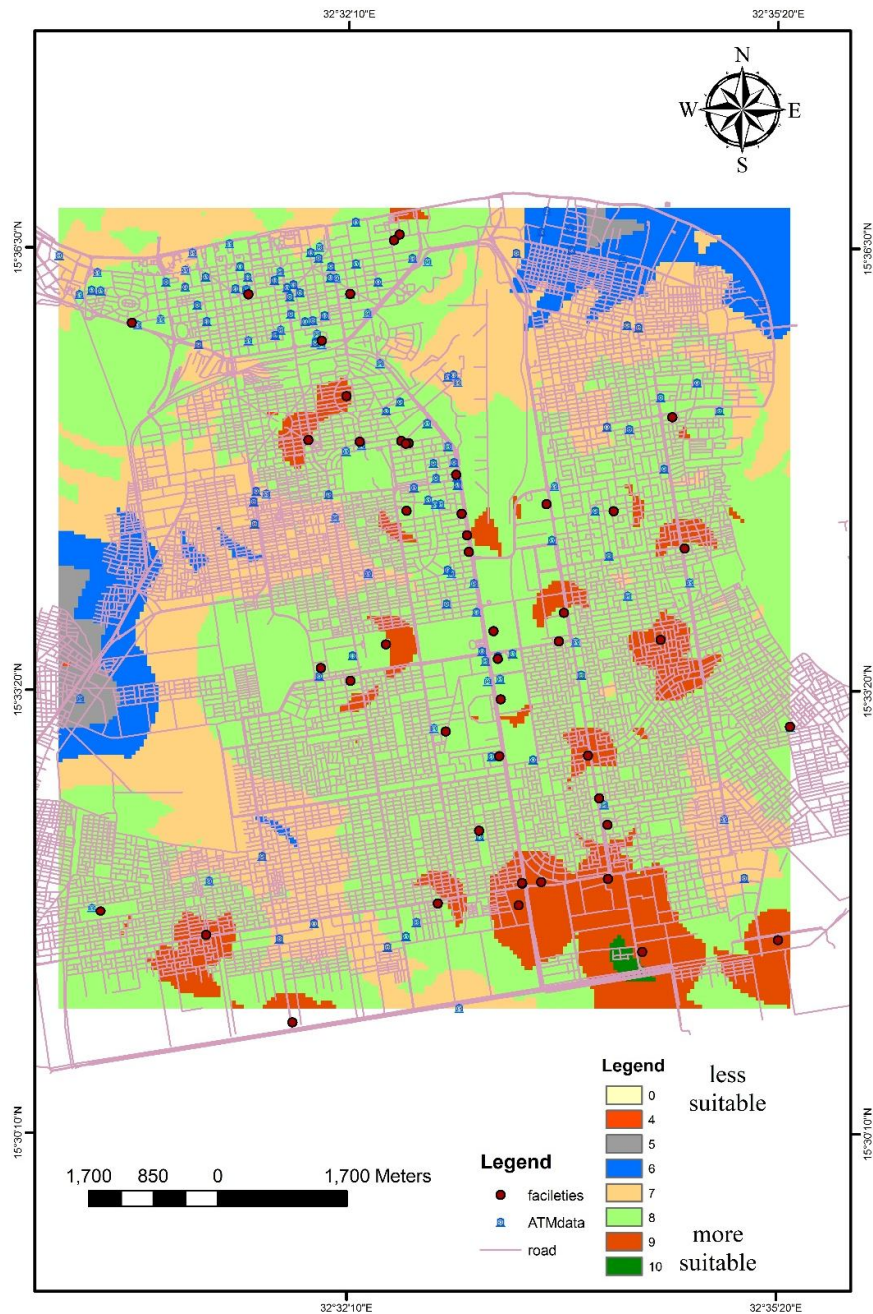 32°32'10"E
32°35'20"E
N
W
E
S
15°36'30"N
15°36'30"N
15°33'20"N
15°33'20"N
15°30'10"N
15°30'10"N
Legend
less
suitable
0
4
5
6
7
8
9
10
more
suitable
1,700 850 0 1,700 Meters
Legend
facileties
ATMdata
road
32°32'10"E
32°35'20"E